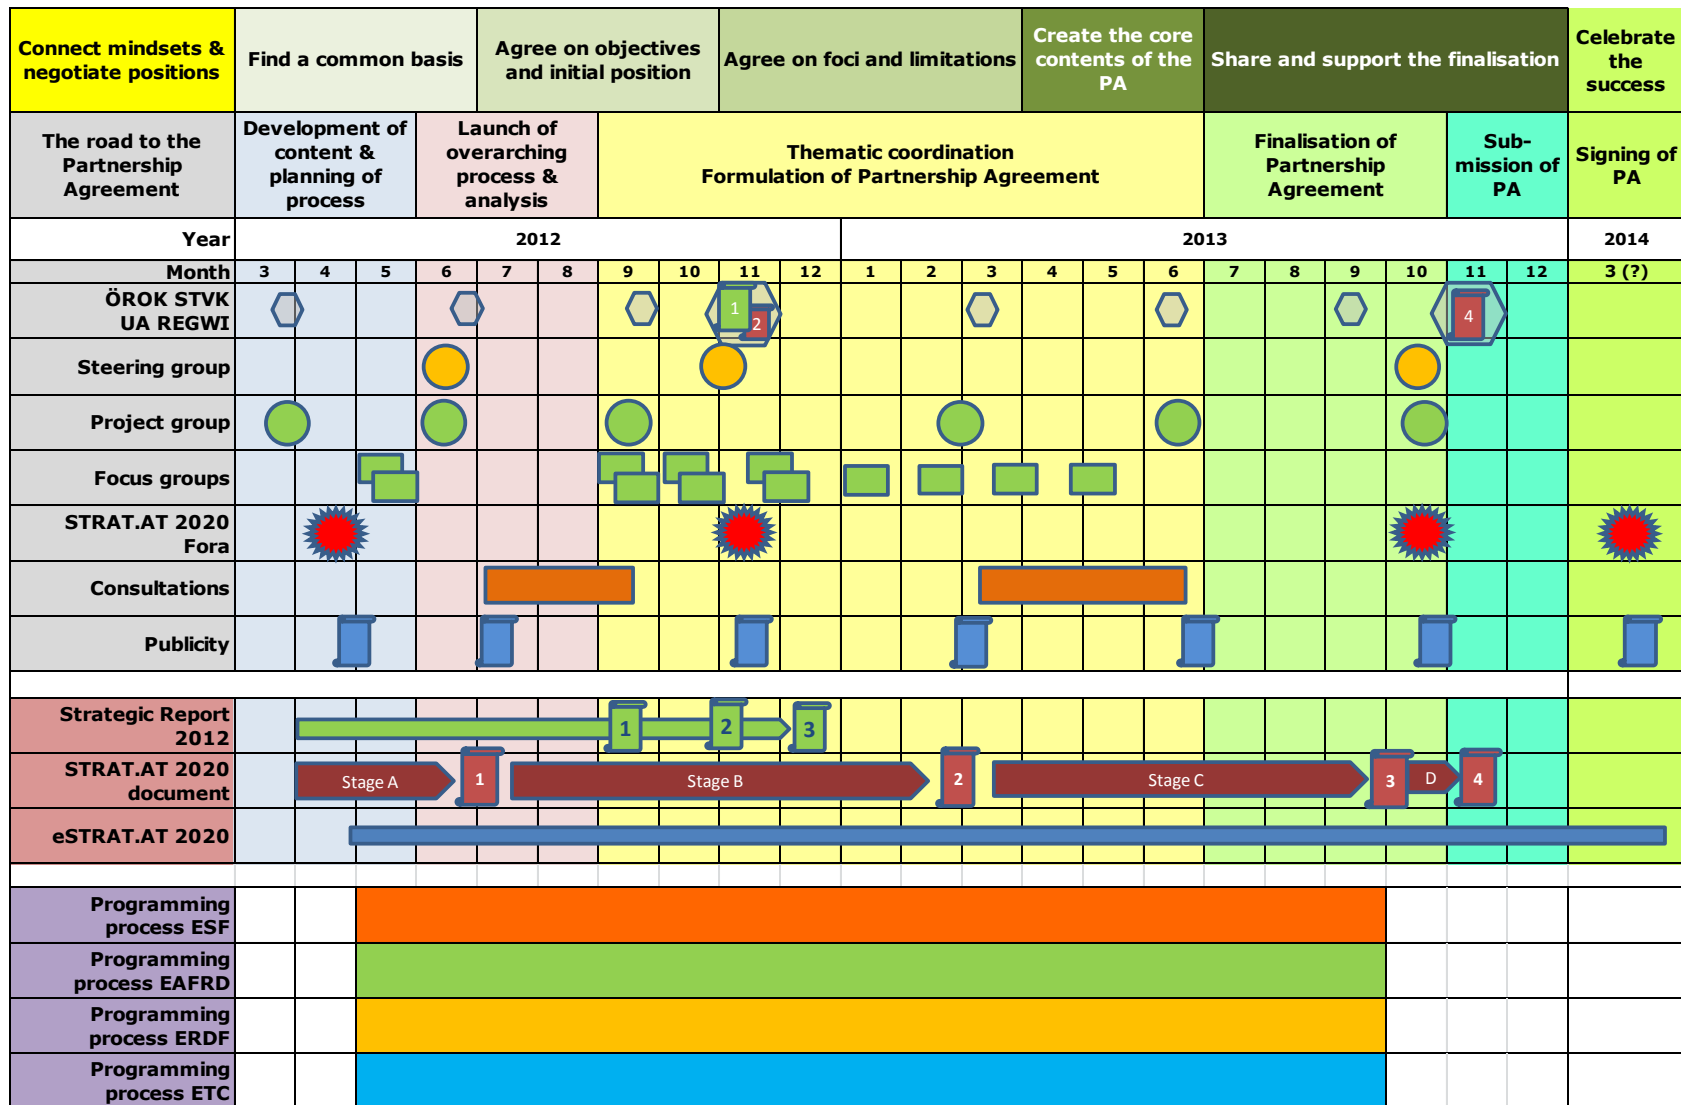 Connect mindsets &
negotiate positions
Find a common basis
Agree on objectives
and initial position
Agree on foci and limitations
Create the core
contents of the
PA
Share and support the finalisation
Celebrate
the
success
The road to the
Partnership
Agreement
Development of
content &
planning of
process
Launch of
overarching
process &
analysis
Thematic coordination
Formulation of Partnership Agreement
Finalisation of
Partnership
Agreement
Sub-
mission of
PA
Signing of
PA
Year 2012 2013 2014
Month 3 4 5 6 7 8 9 10 11 12 1 2 3 4 5 6 7 8 9 10 11 12 3 (?)
ÖROK STVK
UA REGWI
1
2
4
Steering group
Project group
Focus groups
STRAT.AT 2020
Fora
Consultations
Publicity
Strategic Report
2012
1 2 3
STRAT.AT 2020
document
Stage A 1 Stage B 2 Stage C 3 D 4
eSTRAT.AT 2020
Programming
process ESF
Programming
process EAFRD
Programming
process ERDF
Programming
process ETC